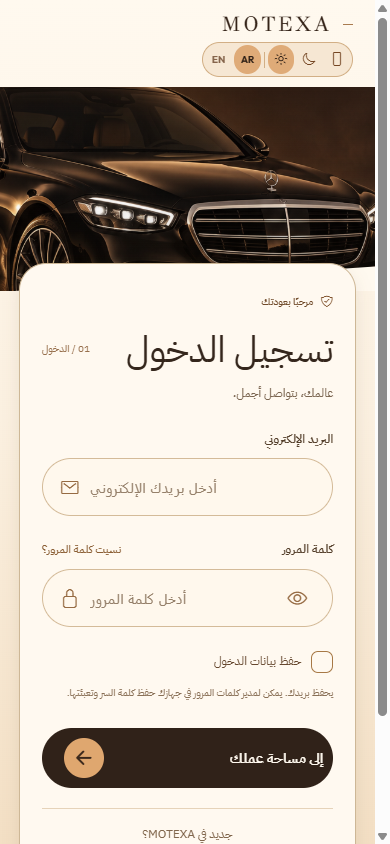 MOTEXA
EN AR
مرحبًا بعودتك
تسجيل الدخول
01 / الدخول
عالمك، بتواصل أجمل.
البريد الإلكتروني
أدخل بريدك الإلكتروني
كلمة المرور
نسيت كلمة المرور؟
أدخل كلمة المرور
حفظ بيانات الدخول
يحفظ بريدك. يمكن لمدير كلمات المرور في جهازك حفظ كلمة السر وتعبئتها.
إلى مساحة عملك
جديد في MOTEXA؟